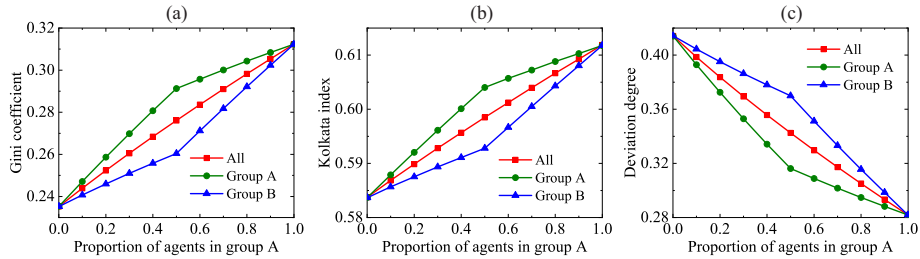 (a)
0.32
0.30
0.28
0.26
0.24
Gini coefficient
All
Group A
Group B
0.0 0.2 0.4 0.6 0.8 1.0
Proportion of agents in group A
(b)
0.61
0.60
0.59
0.58
Kolkata index
All
Group A
Group B
0.0 0.2 0.4 0.6 0.8 1.0
Proportion of agents in group A
(c)
0.40
0.36
0.32
0.28
Deviation degree
All
Group A
Group B
0.0 0.2 0.4 0.6 0.8 1.0
Proportion of agents in group A